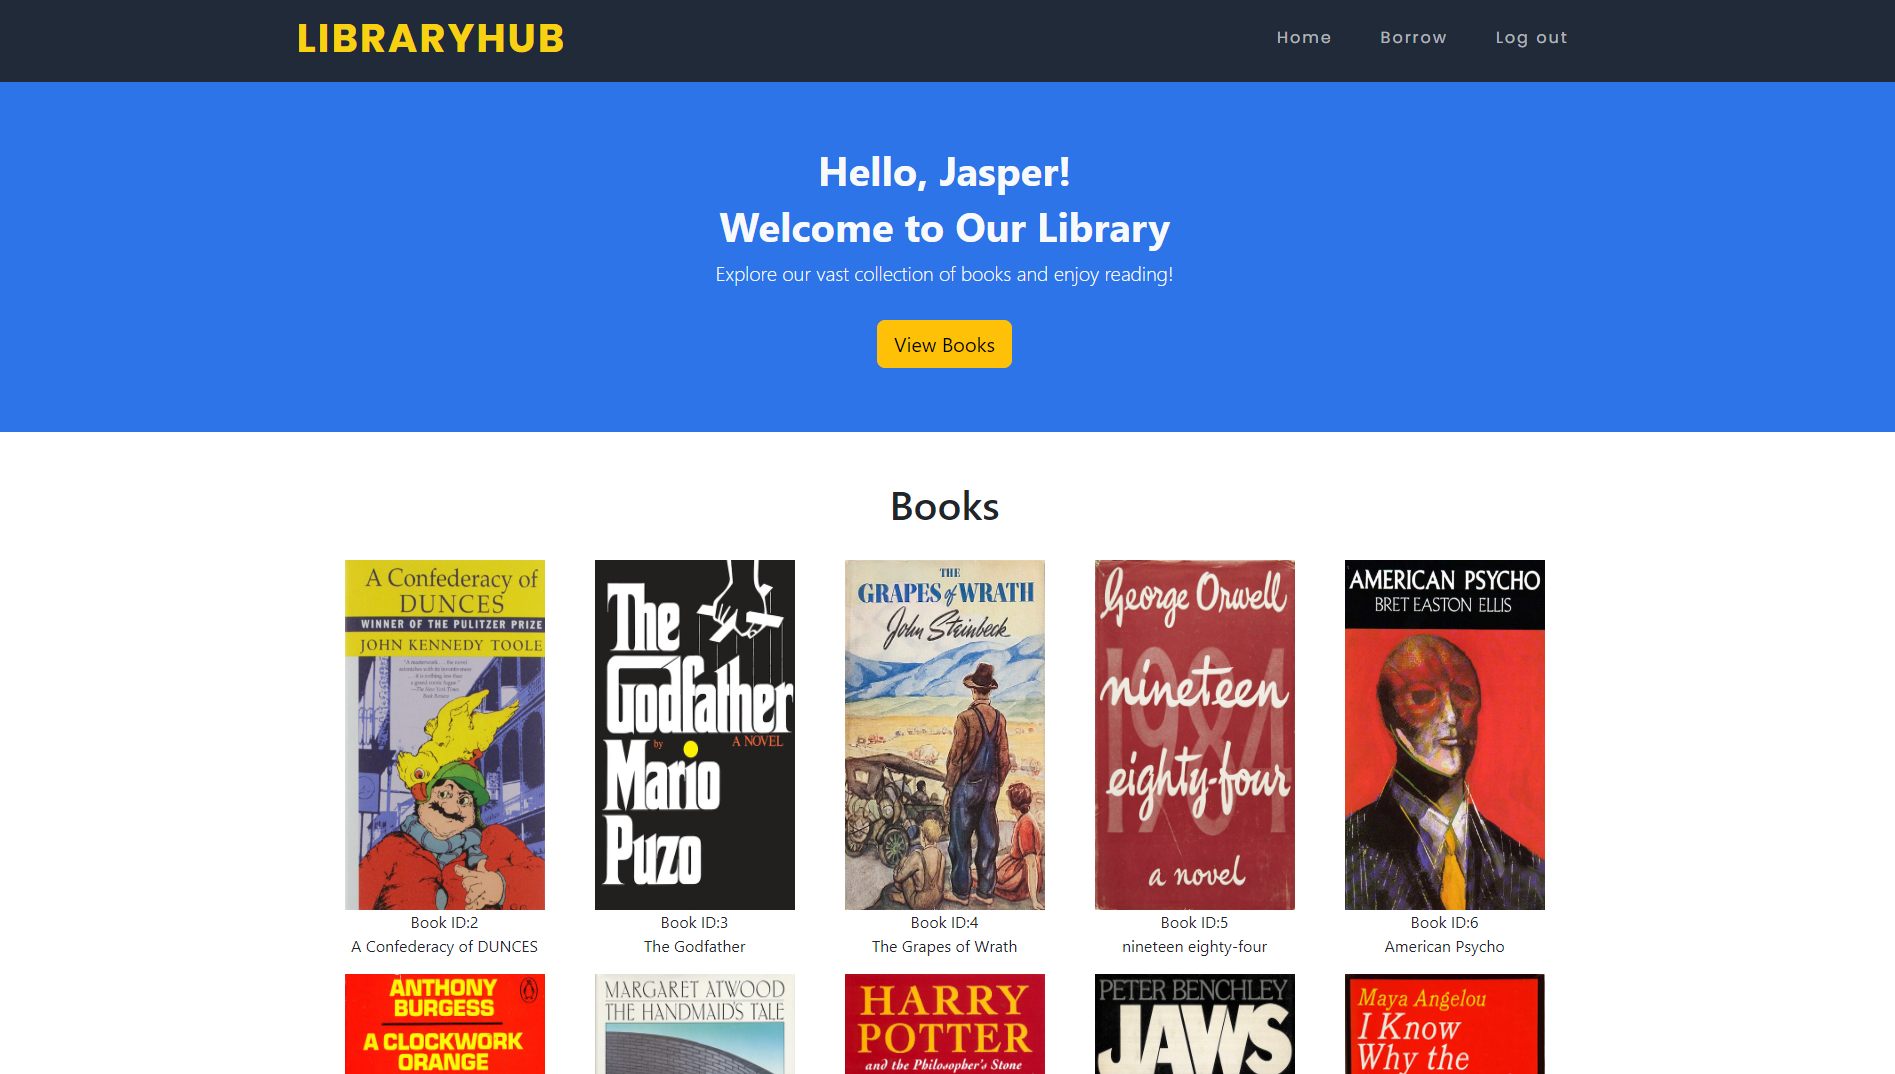 LIBRARYHUB
Home
Borrow
Log out
Hello, Jasper!
Welcome to Our Library
Explore our vast collection of books and enjoy reading!
View Books
Books
A Confederacy of
DUNCES
WINNER OF THE PULITZER PRIZE
JOHN KENNEDY TOOLE
The
Godfather
by
A NOVEL
Mario
Puzo
THE
GRAPES of WRATH
John Steinbeck
George Orwell
1984
nineteen
eighty-four
a novel
AMERICAN PSYCHO
BRET EASTON ELLIS
Book ID:2
A Confederacy of DUNCES
Book ID:3
The Godfather
Book ID:4
The Grapes of Wrath
Book ID:5
nineteen eighty-four
Book ID:6
American Psycho
ANTHONY
BURGESS
A CLOCKWORK
ORANGE
MARGARET ATWOOD
THE HANDMAID'S TALE
HARRY
POTTER
and the Philosopher's Stone
PETER BENCHLEY
JAWS
Maya Angelou
I Know
Why the